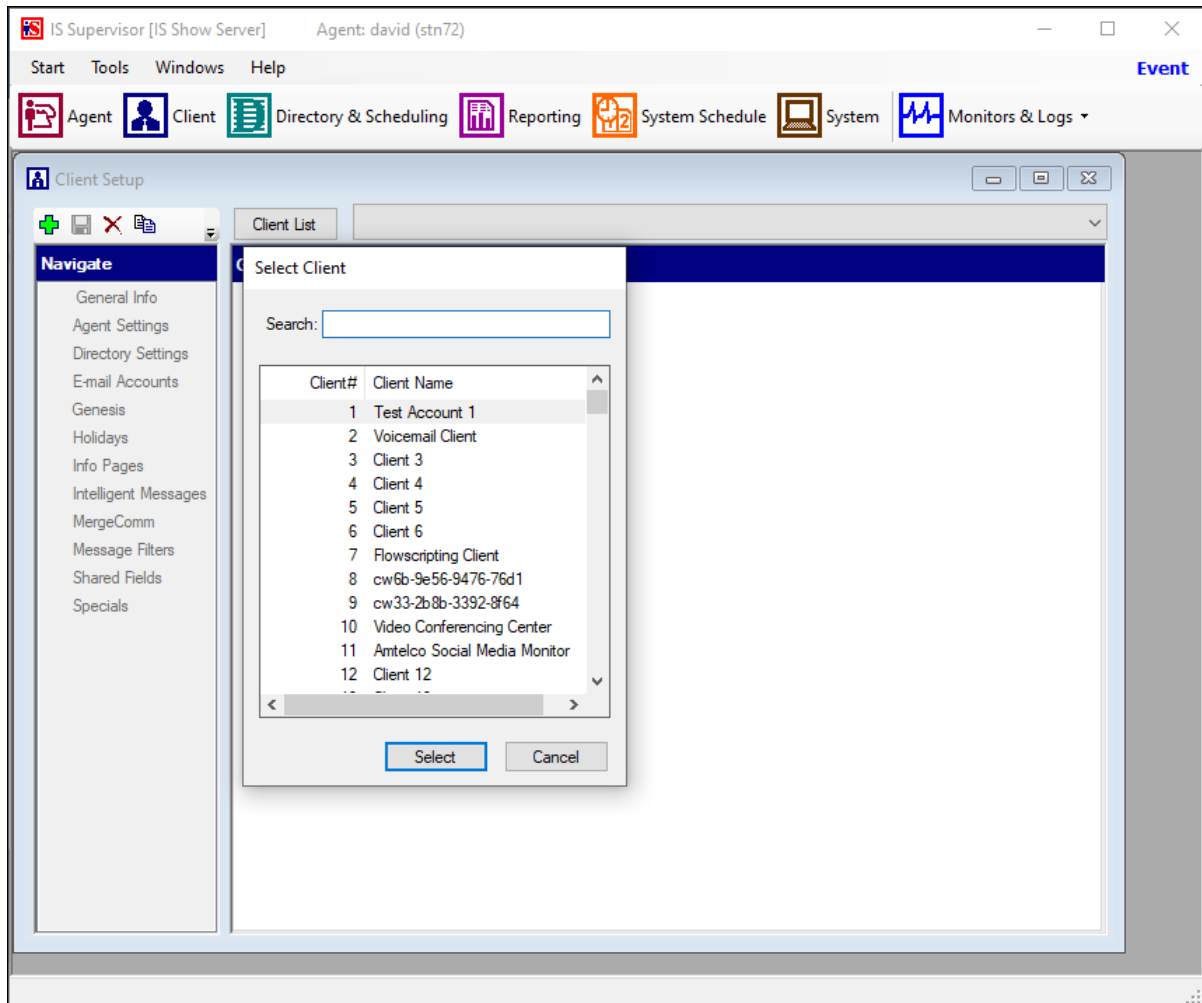 IS Supervisor [IS Show Server] Agent: david (stn72)
Start Tools Windows Help Event
Agent Client Directory & Scheduling Reporting System Schedule System Monitors & Logs
Client Setup
Client List
Navigate
General Info
Agent Settings
Directory Settings
E-mail Accounts
Genesis
Holidays
Info Pages
Intelligent Messages
MergeComm
Message Filters
Shared Fields
Specials
Select Client
Search:
Client# Client Name
1 Test Account 1
2 Voicemail Client
3 Client 3
4 Client 4
5 Client 5
6 Client 6
7 Flowscripting Client
8 cw6b-9e56-9476-76d1
9 cw33-2b8b-3392-8f64
10 Video Conferencing Center
11 Amtelco Social Media Monitor
12 Client 12
Select Cancel